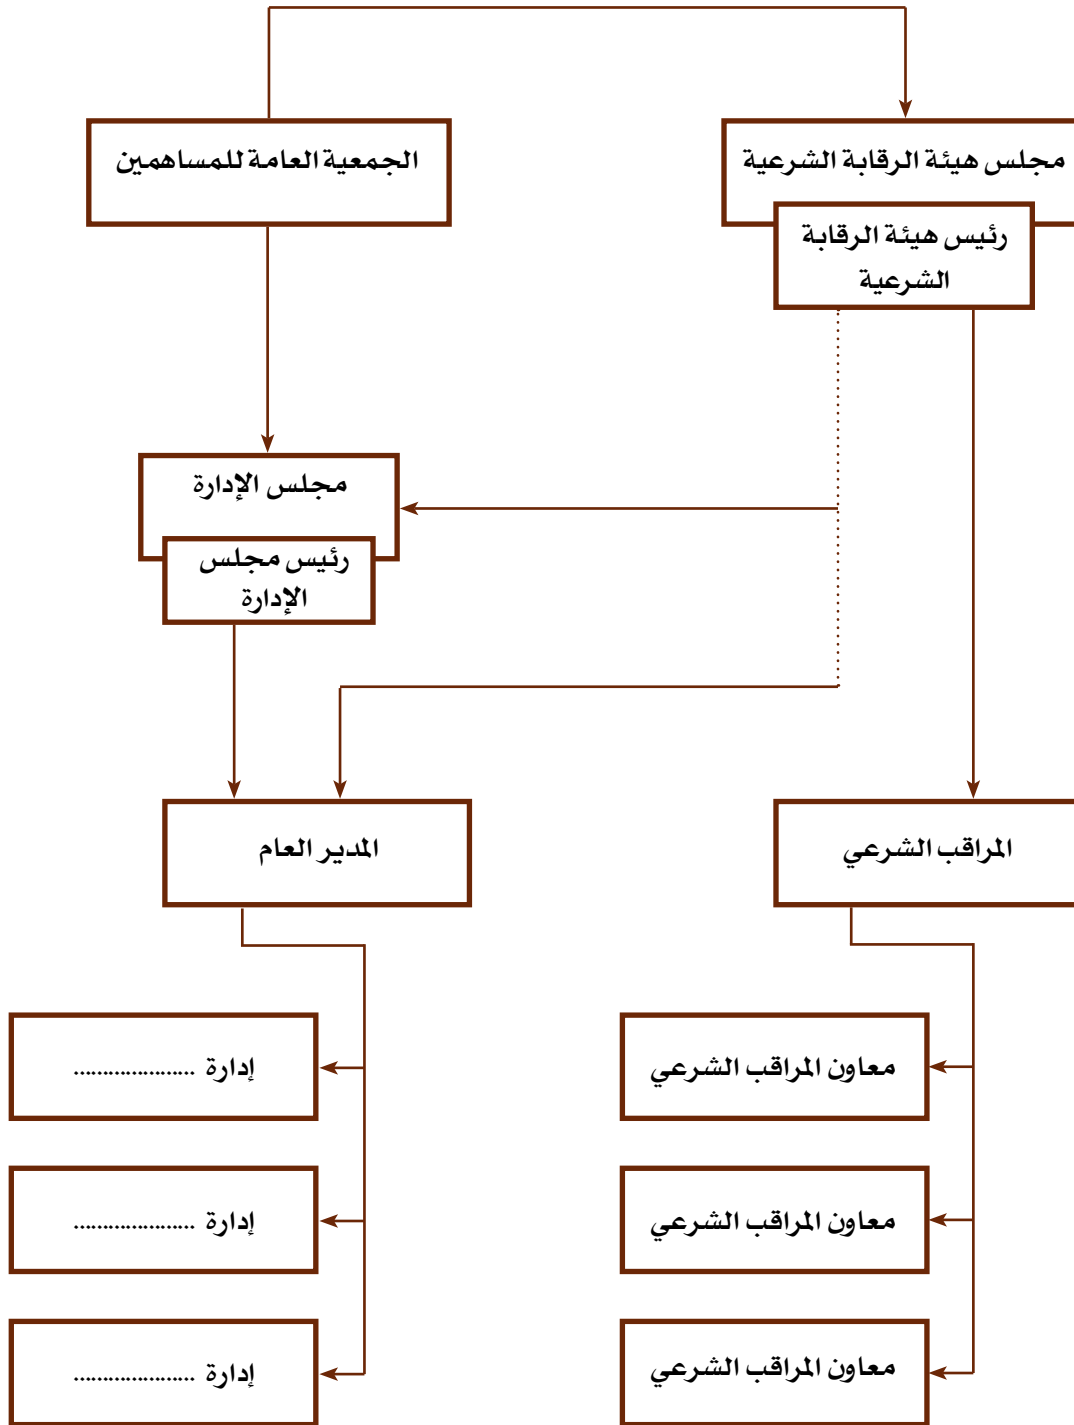 مجلس هيئة الرقابة الشرعية
الجمعية العامة للمساهمين
رئيس هيئة الرقابة
الشرعية
مجلس الإدارة
رئيس مجلس
الإدارة
المراقب الشرعي
المدير العام
معاون المراقب الشرعي
إدارة .....................
معاون المراقب الشرعي
إدارة .....................
معاون المراقب الشرعي
إدارة .....................